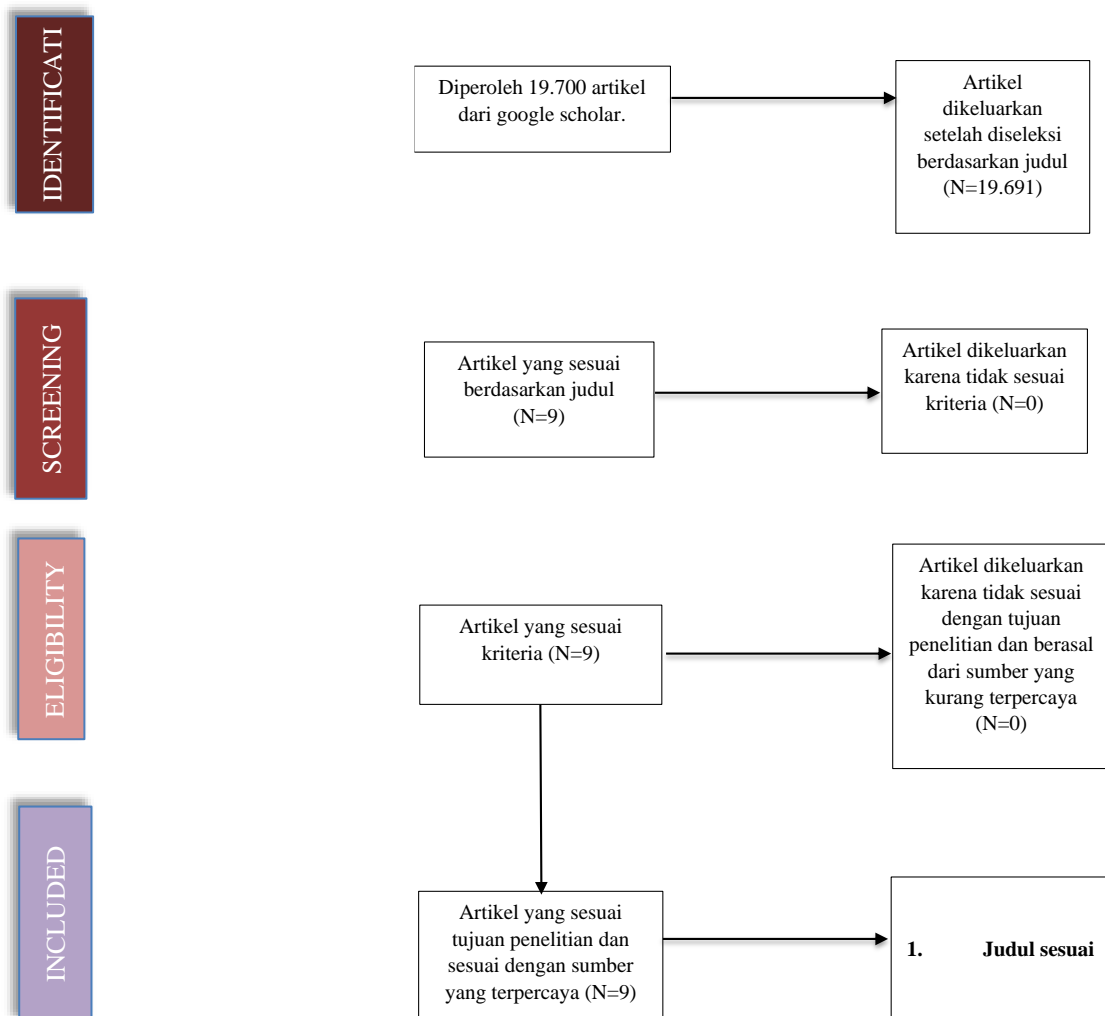 IDENTIFICATI
Diperoleh 19.700 artikel
dari google scholar.
Artikel
dikeluarkan
setelah diseleksi
berdasarkan judul
(N=19.691)
SCREENING
Artikel yang sesuai
berdasarkan judul
(N=9)
Artikel dikeluarkan
karena tidak sesuai
kriteria (N=0)
ELIGIBILITY
Artikel yang sesuai
kriteria (N=9)
Artikel dikeluarkan
karena tidak sesuai
dengan tujuan
penelitian dan berasal
dari sumber yang
kurang terpercaya
(N=0)
INCLUDED
Artikel yang sesuai
tujuan penelitian dan
sesuai dengan sumber
yang terpercaya (N=9)
1. Judul sesuai